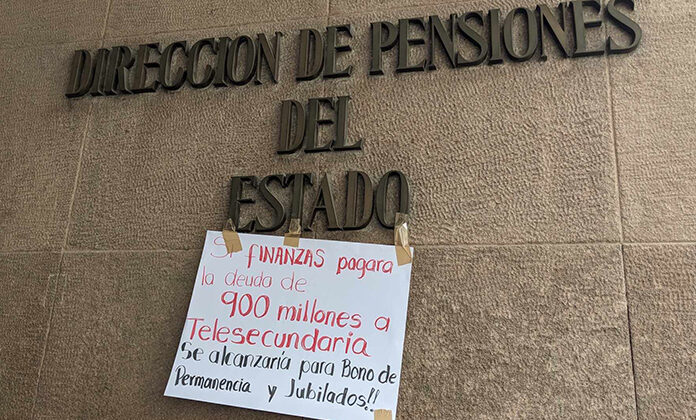 DIRECCION DE PENSIONES
DEL
ESTADO
Si FINANZAS pagara
la deuda de
900 millones a
Telesecundaria
Se alcanzaría para Bono de
Permanencia y Jubilados!!